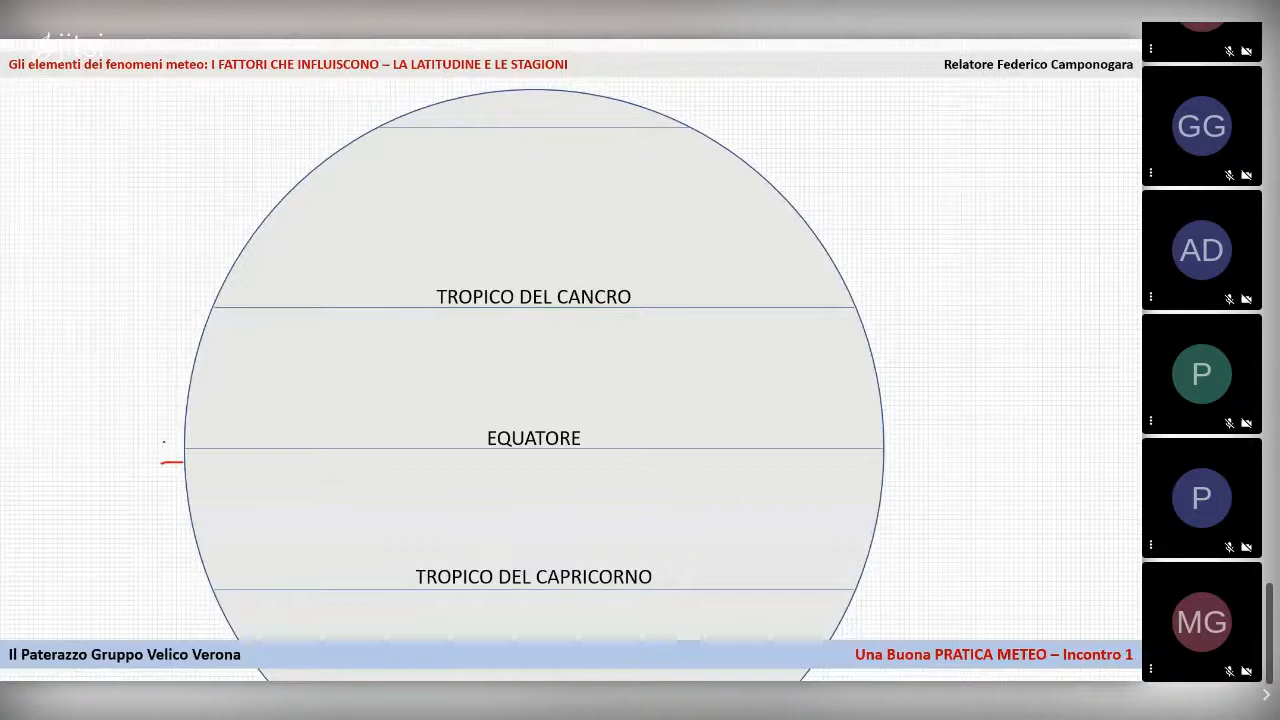 Gli elementi dei fenomeni meteo: I FATTORI CHE INFLUISCONO – LA LATITUDINE E LE STAGIONI
Relatore Federico Camponogara
GG
TROPICO DEL CANCRO
AD
P
EQUATORE
P
TROPICO DEL CAPRICORNO
MG
Il Paterazzo Gruppo Velico Verona
Una Buona PRATICA METEO – Incontro 1